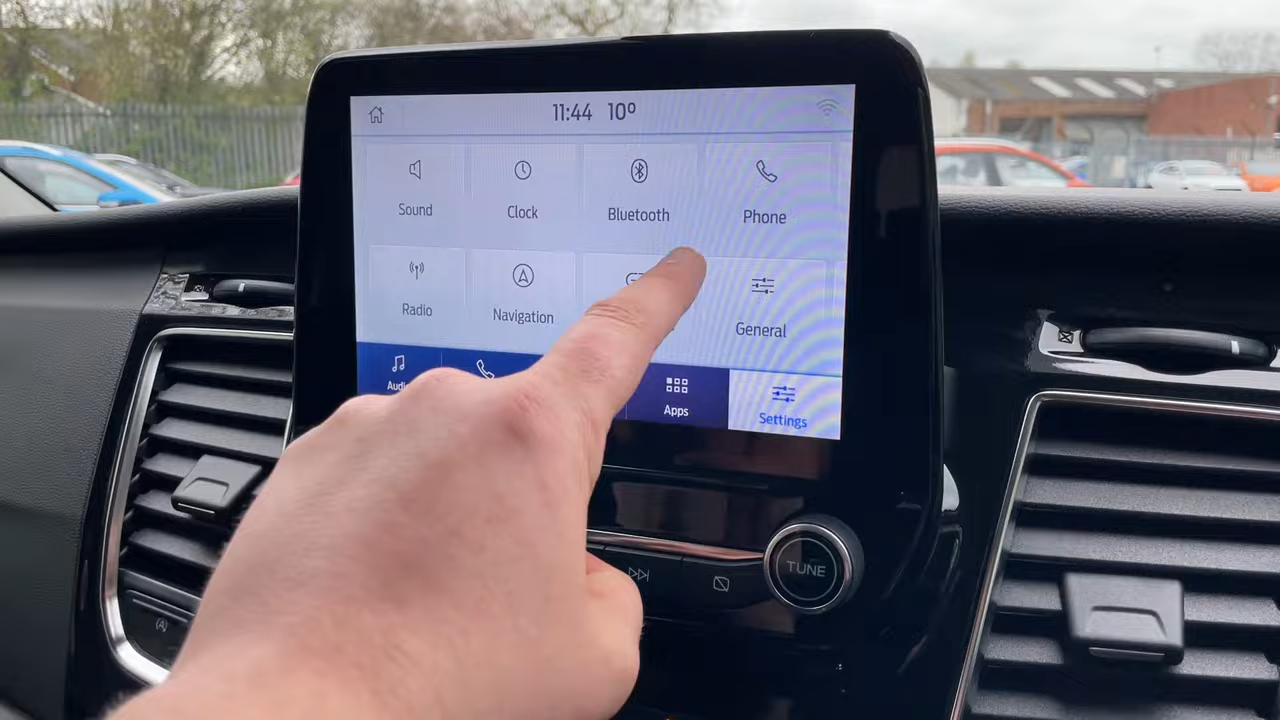 11:44 10°
Sound Clock Bluetooth Phone
Radio Navigation General
Apps Settings
TUNE